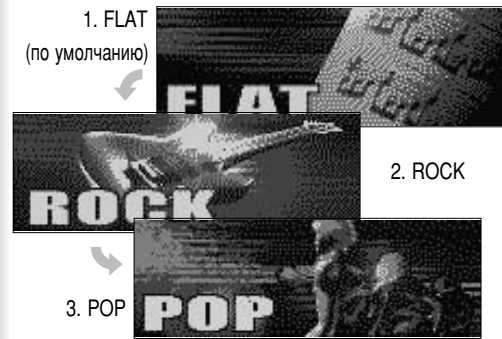 1. FLAT
(по умолчанию)
FLAT
ROCK
2. ROCK
3. POP
POP